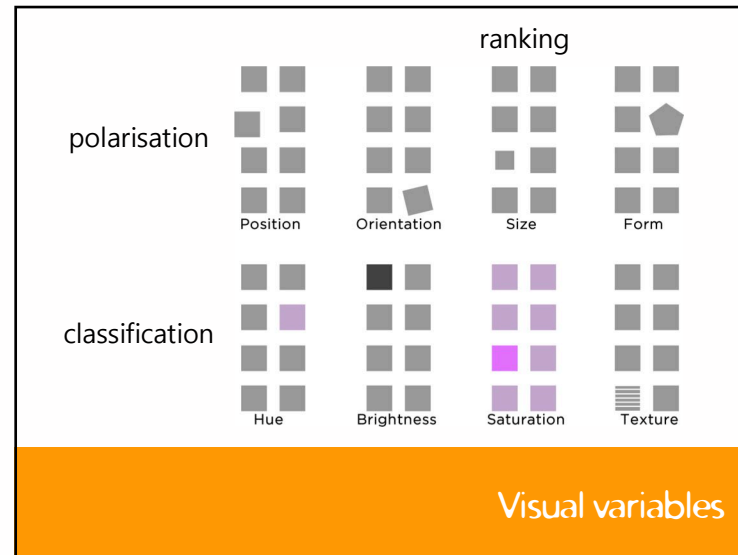 ranking
polarisation
Position Orientation Size Form
classification
Hue Brightness Saturation Texture
Visual variables